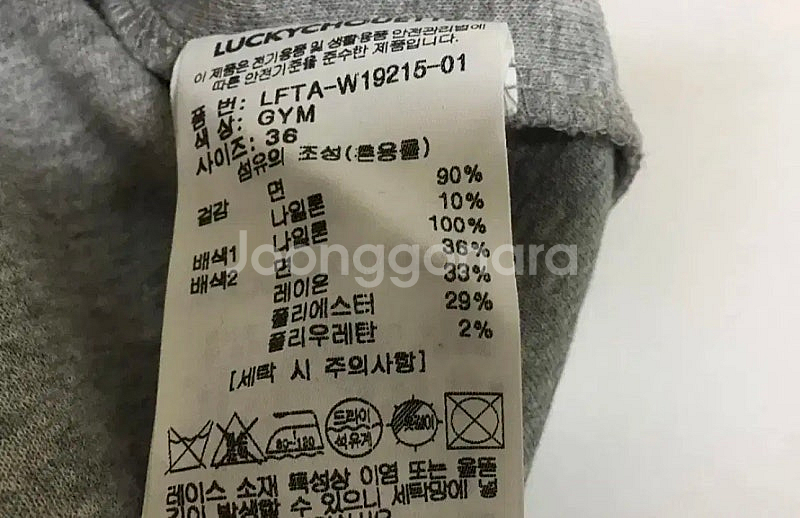 LUCKYCHOUETTE
이 제품은 전기용품 및 생활용품 안전관리법에
따른 안전기준을 준수한 제품입니다.
품 번: LFTA-W19215-01
색 상: GYM
사이즈: 36
섬유의 조성(혼용률)
겉감 면 90%
나일론 10%
배색1 나일론 100%
배색2 면 36%
레이온 33%
폴리에스터 29%
폴리우레탄 2%
[세탁 시 주의사항]
80~120
드라이
석유계
옷걸이
레이스 소재 특성상 이염 또는 올뜯
김이 발생할 수 있으니 세탁망에 넣
Joonggonara